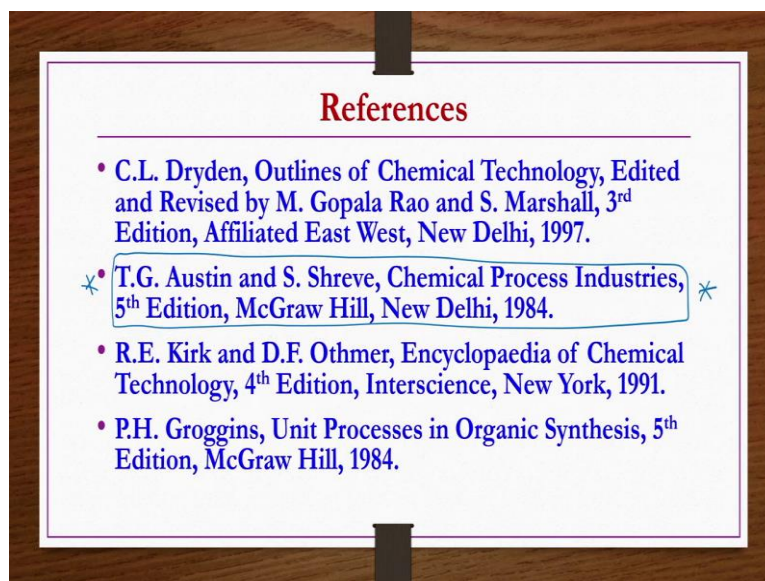 References
• C.L. Dryden, Outlines of Chemical Technology, Edited
and Revised by M. Gopala Rao and S. Marshall, 3rd
Edition, Affiliated East West, New Delhi, 1997.
• T.G. Austin and S. Shreve, Chemical Process Industries,
5th Edition, McGraw Hill, New Delhi, 1984.
• R.E. Kirk and D.F. Othmer, Encyclopaedia of Chemical
Technology, 4th Edition, Interscience, New York, 1991.
• P.H. Groggins, Unit Processes in Organic Synthesis, 5th
Edition, McGraw Hill, 1984.